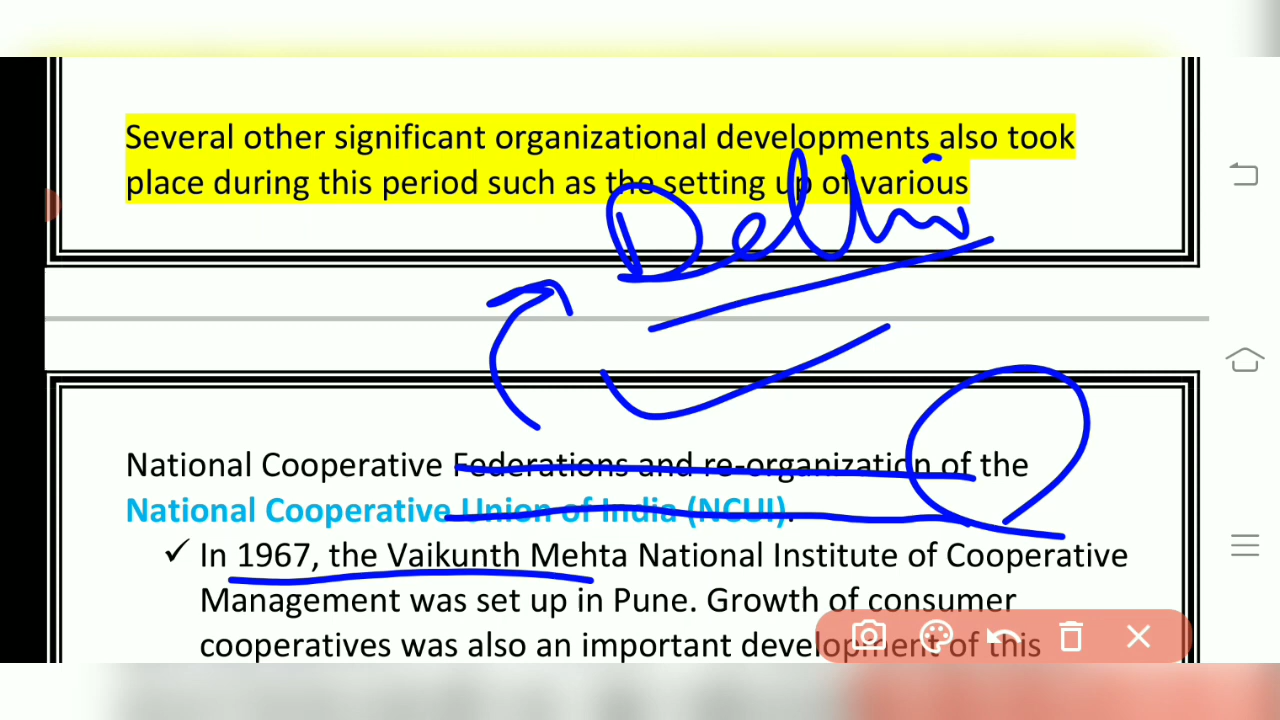 Several other significant organizational developments also took
place during this period such as the setting up of various
Delhi
National Cooperative Federations and re-organization of the
National Cooperative Union of India (NCUI).
✓ In 1967, the Vaikunth Mehta National Institute of Cooperative
Management was set up in Pune. Growth of consumer
cooperatives was also an important development of this